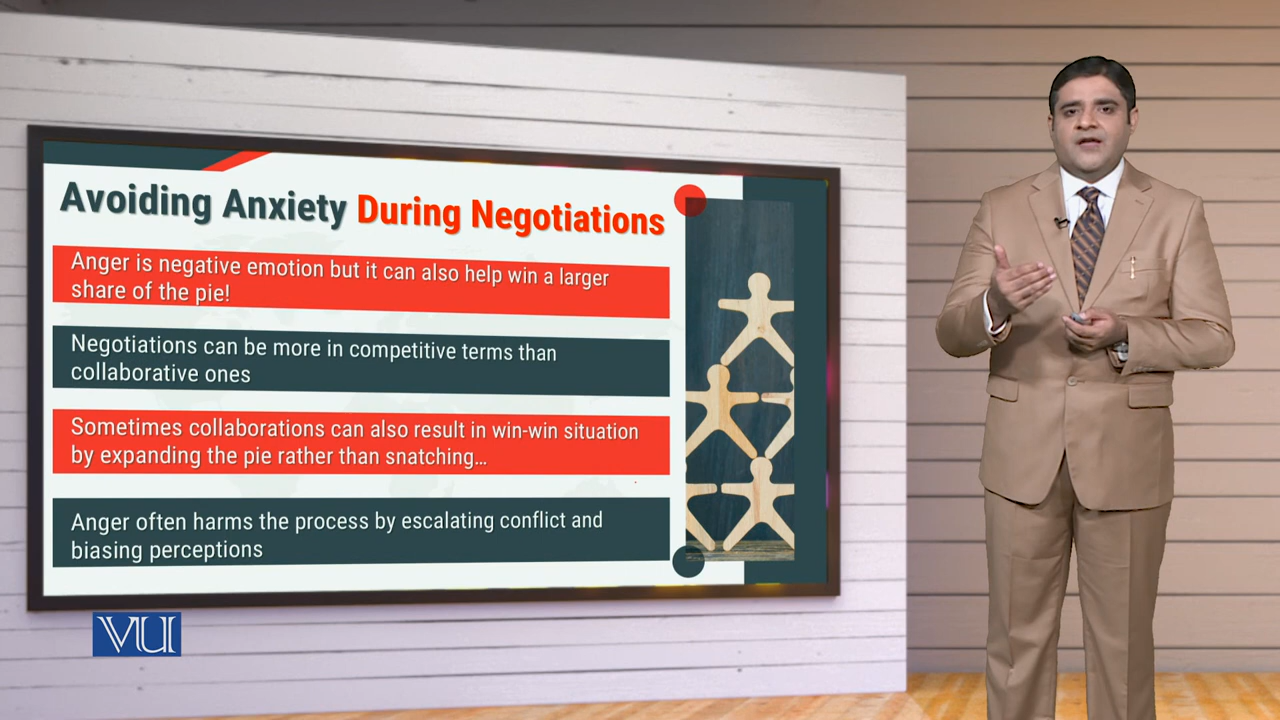 Avoiding Anxiety During Negotiations
Anger is negative emotion but it can also help win a larger
share of the pie!
Negotiations can be more in competitive terms than
collaborative ones
Sometimes collaborations can also result in win-win situation
by expanding the pie rather than snatching...
Anger often harms the process by escalating conflict and
biasing perceptions
VU